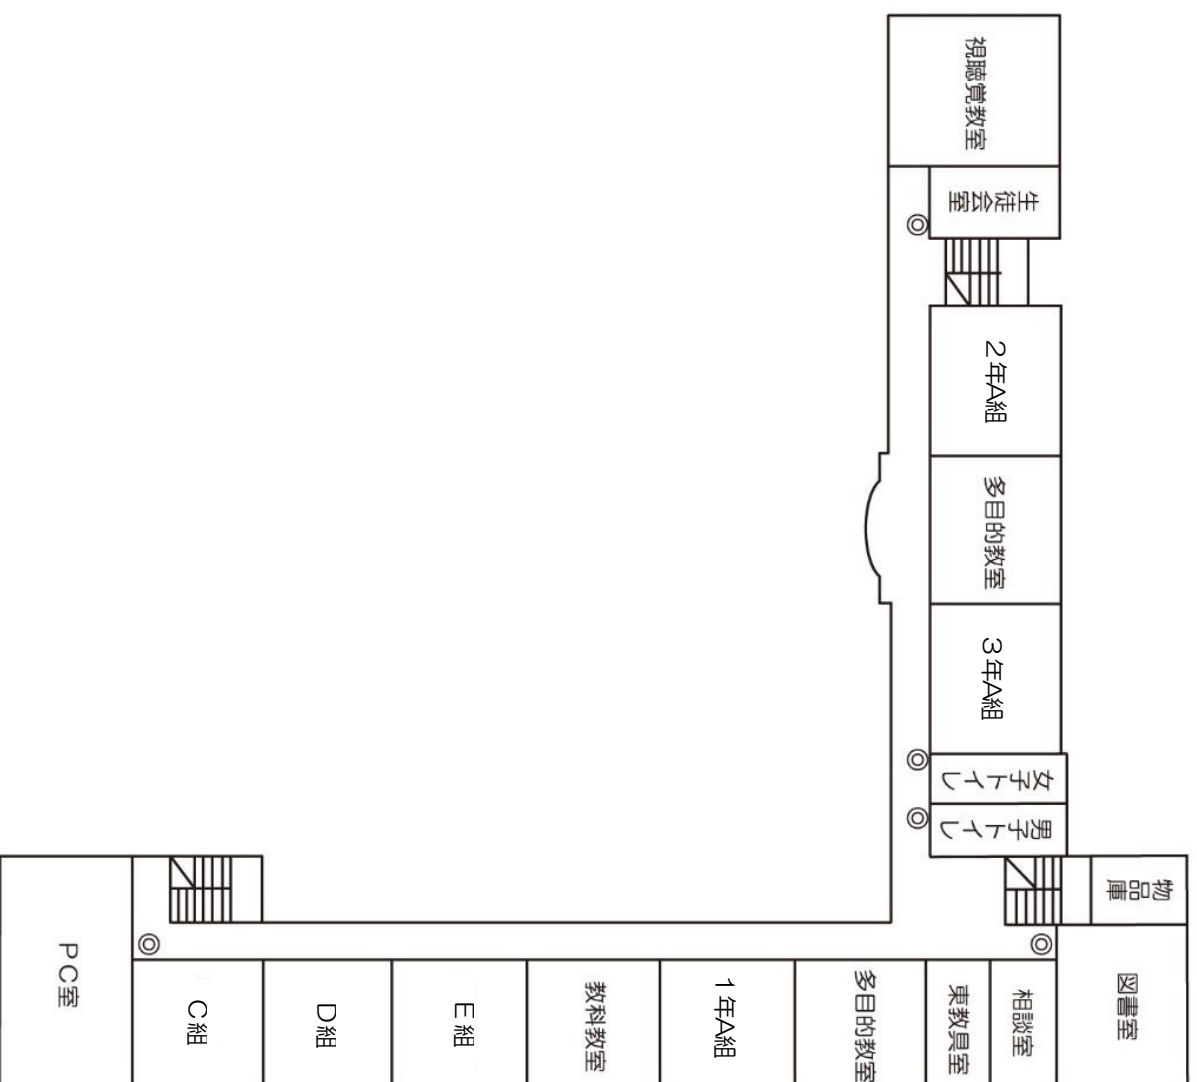 視聴覚教室
生徒会室
２年A組
多目的教室
３年A組
女子トイレ
男子トイレ
物品庫
PC室
C組
D組
E組
教科教室
１年A組
多目的教室
東教具室
相談室
図書室